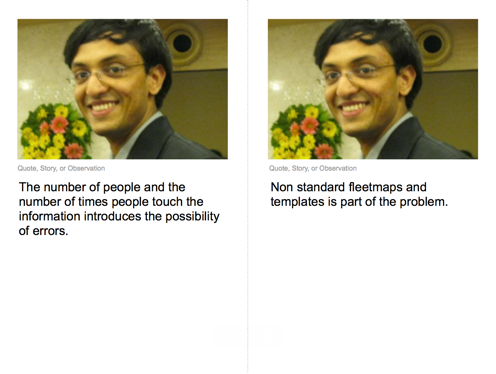 Quote, Story, or Observation
The number of people and the
number of times people touch the
information introduces the possibility
of errors.
Quote, Story, or Observation
Non standard fleetmaps and
templates is part of the problem.